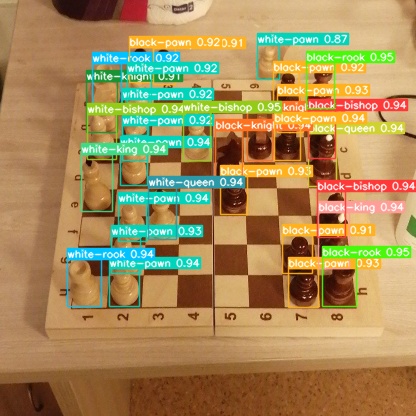 black-pawn 0.92
0.91
white-pawn 0.87
white-rook 0.92
black-rook 0.95
white-pawn 0.92
black-pawn 0.92
white-knight 0.91
white-pawn 0.92
black-pawn 0.93
white-bishop 0.94
white-bishop 0.95
black-bishop 0.94
white-pawn 0.92
black-pawn 0.94
black-knight 0.94
black-queen 0.94
white-pawn 0.94
white-king 0.94
black-pawn 0.93
white-queen 0.94
black-bishop 0.94
white-pawn 0.94
black-king 0.94
white-pawn 0.93
black-pawn 0.91
white-rook 0.94
black-rook 0.95
white-pawn 0.94
black-pawn 0.93
1 2 3 4 5 6 7 8